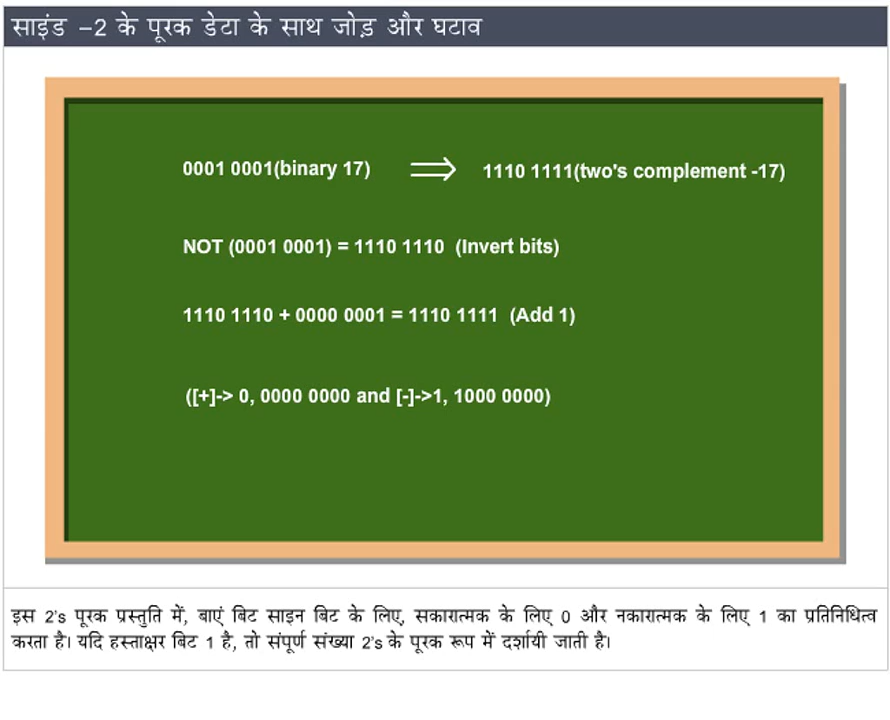 साइंड –2 के पूरक डेटा के साथ जोड़ और घटाव
0001 0001(binary 17) ⇒ 1110 1111(two's complement -17)
NOT (0001 0001) = 1110 1110 (Invert bits)
1110 1110 + 0000 0001 = 1110 1111 (Add 1)
([+]-> 0, 0000 0000 and [-]->1, 1000 0000)
इस 2's पूरक प्रस्तुति में, बाएं बिट साइन बिट के लिए, सकारात्मक के लिए 0 और नकारात्मक के लिए 1 का प्रतिनिधित्व
करता है। यदि हस्ताक्षर बिट 1 है, तो संपूर्ण संख्या 2's के पूरक रूप में दर्शायी जाती है।